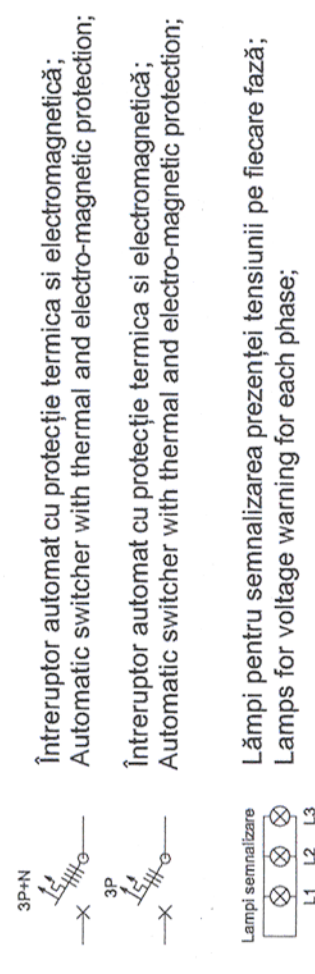 3P+N
Întreruptor automat cu protecție termica si electromagnetică;
Automatic switcher with thermal and electro-magnetic protection;
3P
Întreruptor automat cu protecție termica si electromagnetică;
Automatic switcher with thermal and electro-magnetic protection;
Lampi semnalizare
L1 L2 L3
Lămpi pentru semnalizarea prezenței tensiunii pe fiecare fază;
Lamps for voltage warning for each phase;